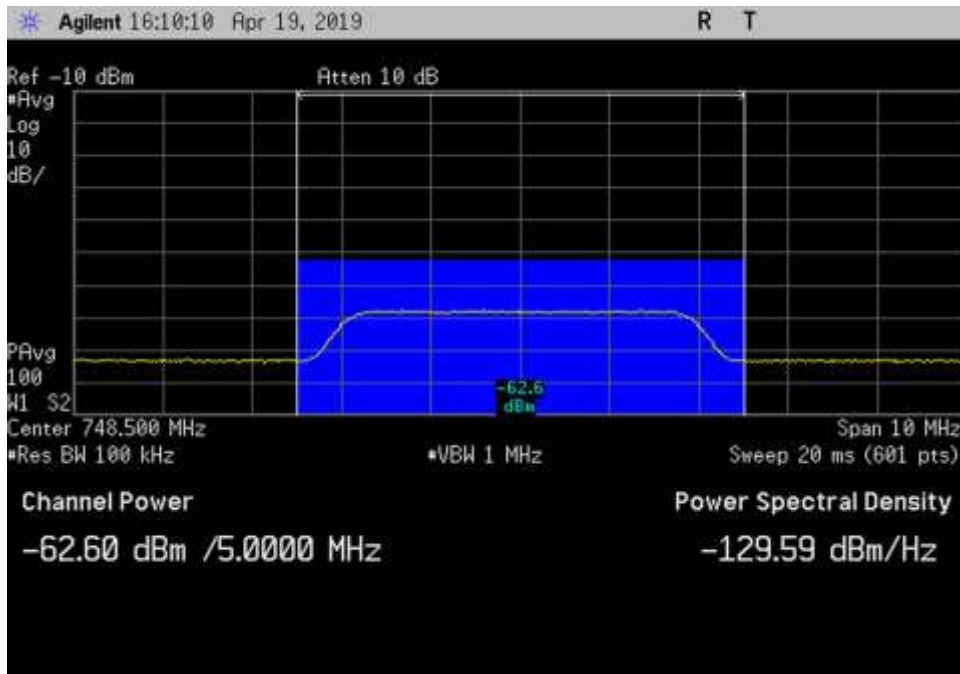 Agilent 16:10:10 Apr 19, 2019 R T
Ref -10 dBm Atten 10 dB
#Avg
Log
10
dB/
PAvg
100
W1 S2
-62.6
dBm
Center 748.500 MHz Span 10 MHz
#Res BW 100 kHz #VBW 1 MHz Sweep 20 ms (601 pts)
Channel Power Power Spectral Density
-62.60 dBm /5.0000 MHz -129.59 dBm/Hz